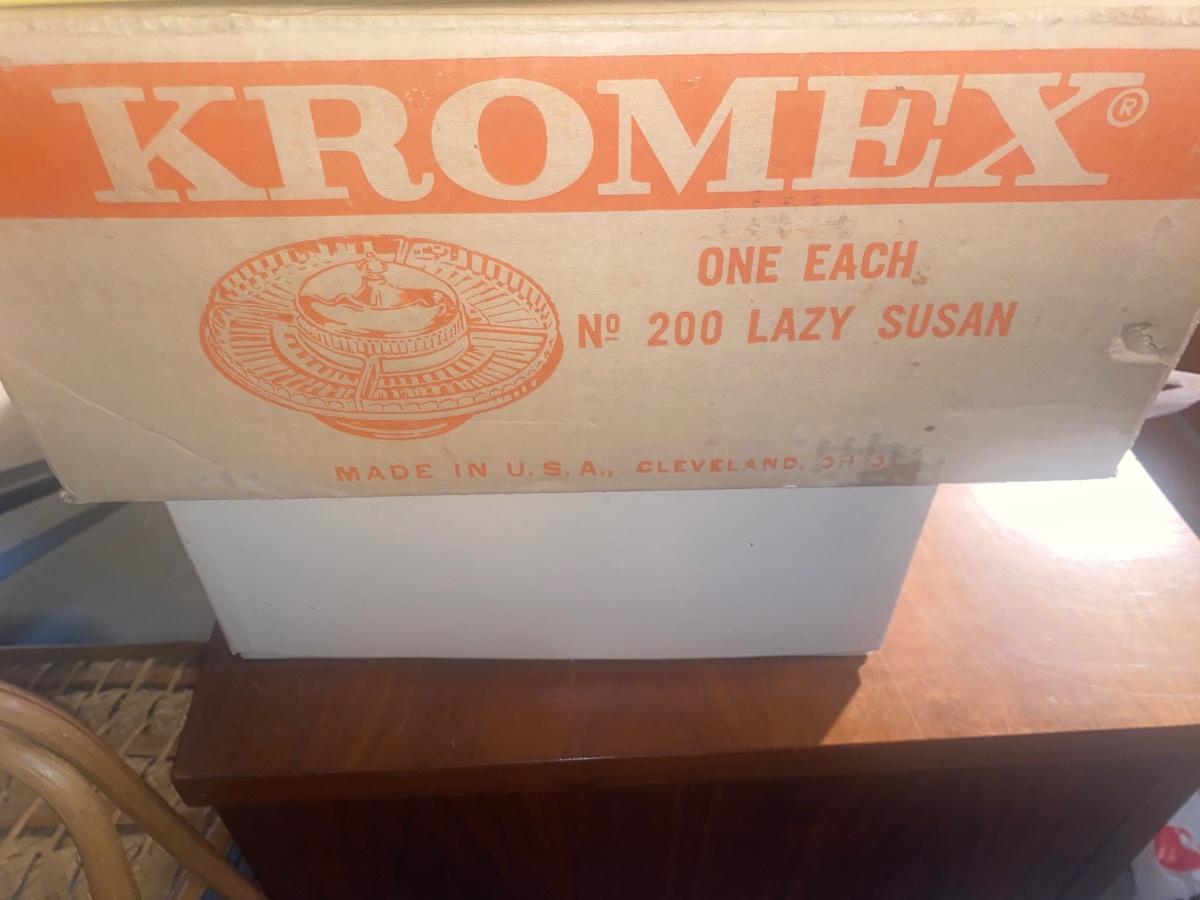 KROMEX®
ONE EACH
Nº 200 LAZY SUSAN
MADE IN U.S.A., CLEVELAND,